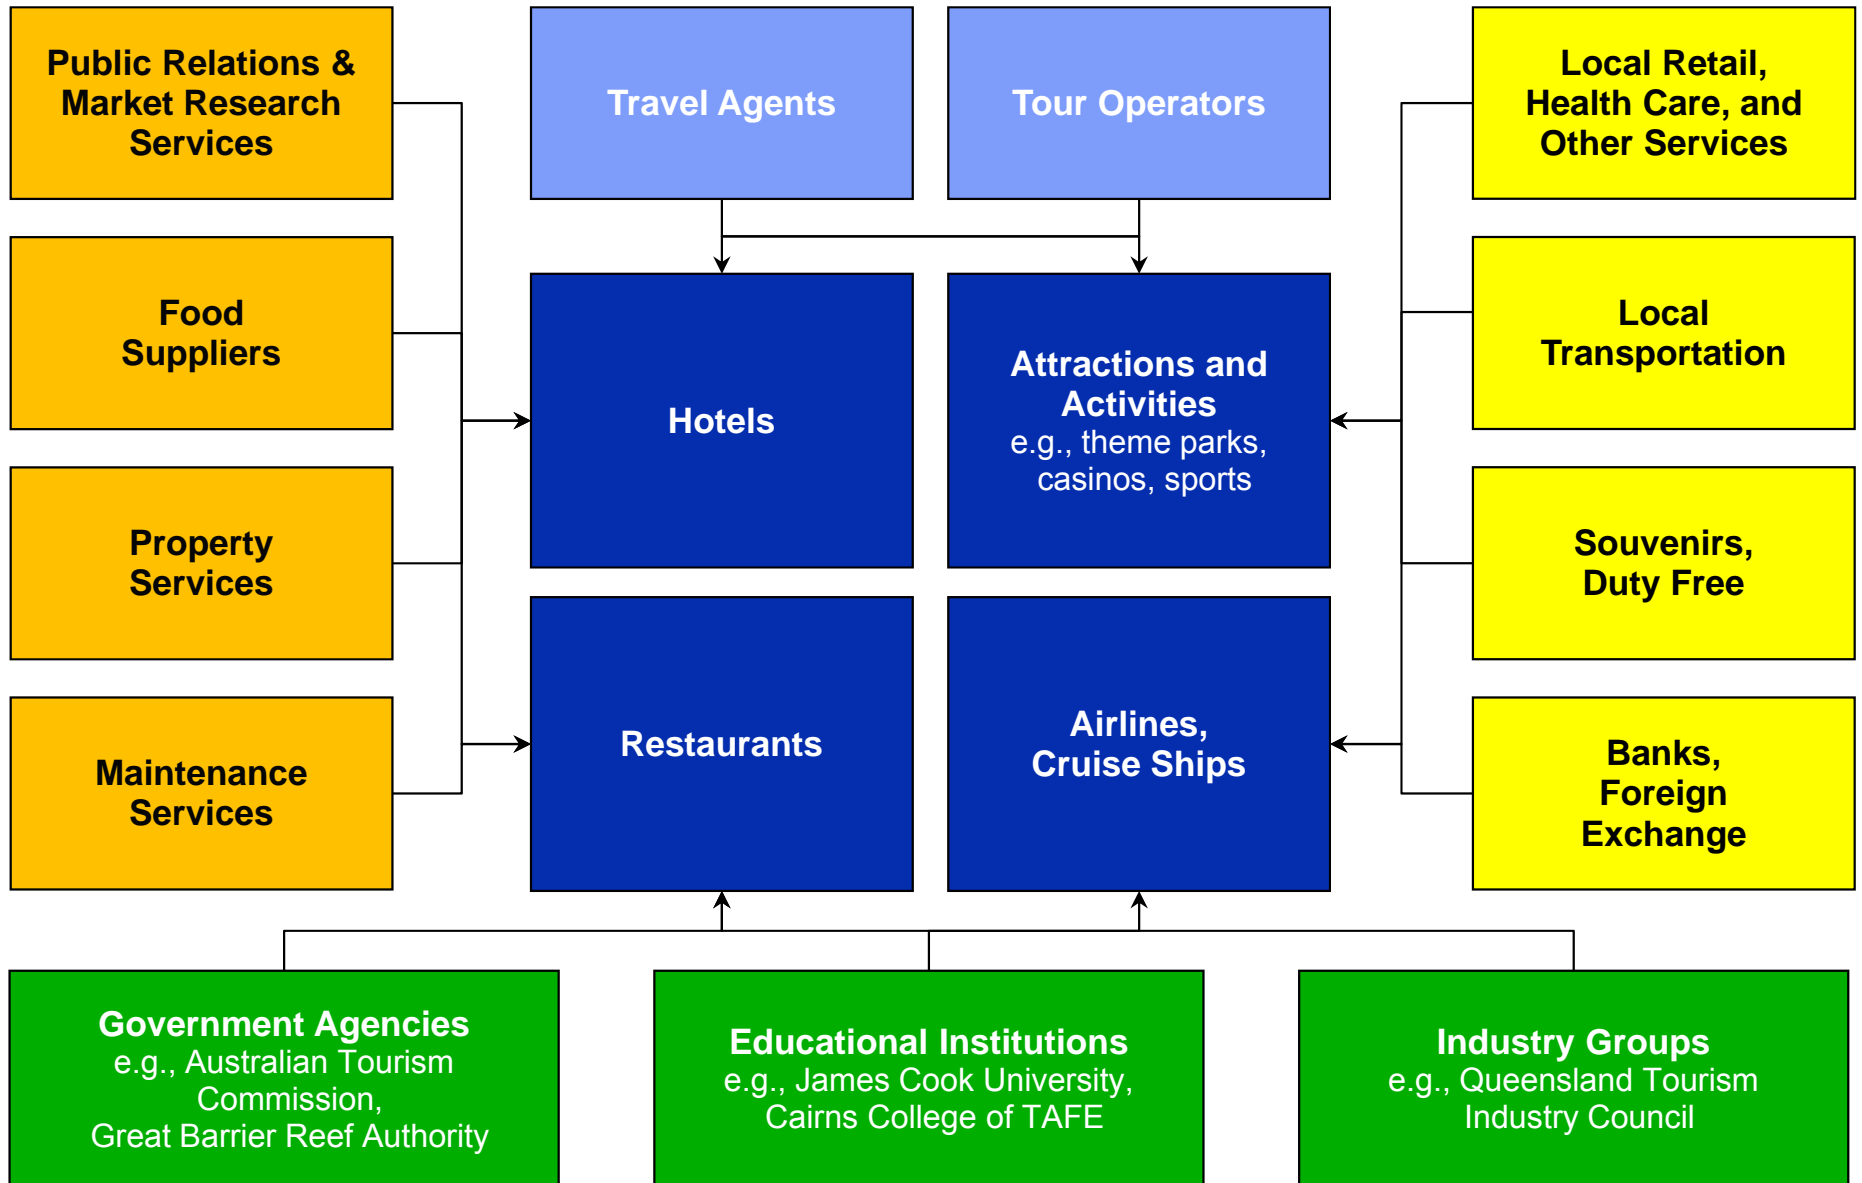 Public Relations &
Market Research
Services
Travel Agents
Tour Operators
Local Retail,
Health Care, and
Other Services
Food
Suppliers
Hotels
Attractions and
Activities
e.g., theme parks,
casinos, sports
Local
Transportation
Property
Services
Souvenirs,
Duty Free
Maintenance
Services
Restaurants
Airlines,
Cruise Ships
Banks,
Foreign
Exchange
Government Agencies
e.g., Australian Tourism
Commission,
Great Barrier Reef Authority
Educational Institutions
e.g., James Cook University,
Cairns College of TAFE
Industry Groups
e.g., Queensland Tourism
Industry Council